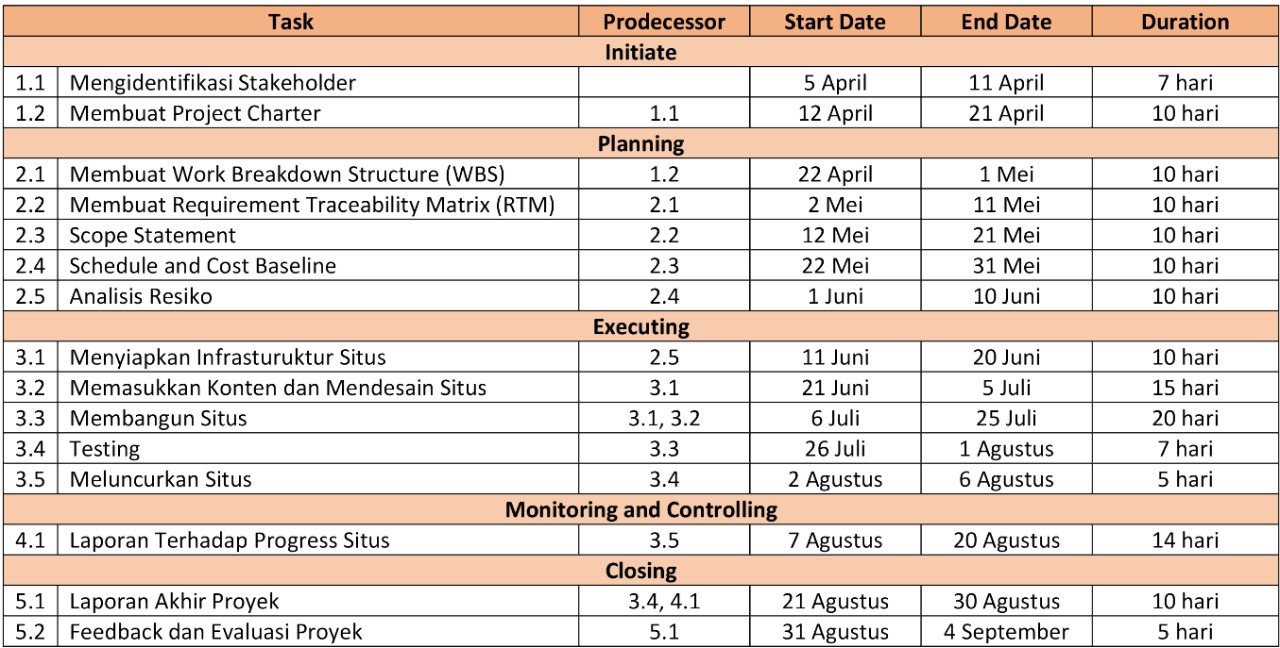 Task Prodecessor Start Date End Date Duration
Initiate
1.1 Mengidentifikasi Stakeholder 5 April 11 April 7 hari
1.2 Membuat Project Charter 1.1 12 April 21 April 10 hari
Planning
2.1 Membuat Work Breakdown Structure (WBS) 1.2 22 April 1 Mei 10 hari
2.2 Membuat Requirement Traceability Matrix (RTM) 2.1 2 Mei 11 Mei 10 hari
2.3 Scope Statement 2.2 12 Mei 21 Mei 10 hari
2.4 Schedule and Cost Baseline 2.3 22 Mei 31 Mei 10 hari
2.5 Analisis Resiko 2.4 1 Juni 10 Juni 10 hari
Executing
3.1 Menyiapkan Infrasturuktur Situs 2.5 11 Juni 20 Juni 10 hari
3.2 Memasukkan Konten dan Mendesain Situs 3.1 21 Juni 5 Juli 15 hari
3.3 Membangun Situs 3.1, 3.2 6 Juli 25 Juli 20 hari
3.4 Testing 3.3 26 Juli 1 Agustus 7 hari
3.5 Meluncurkan Situs 3.4 2 Agustus 6 Agustus 5 hari
Monitoring and Controlling
4.1 Laporan Terhadap Progress Situs 3.5 7 Agustus 20 Agustus 14 hari
Closing
5.1 Laporan Akhir Proyek 3.4, 4.1 21 Agustus 30 Agustus 10 hari
5.2 Feedback dan Evaluasi Proyek 5.1 31 Agustus 4 September 5 hari